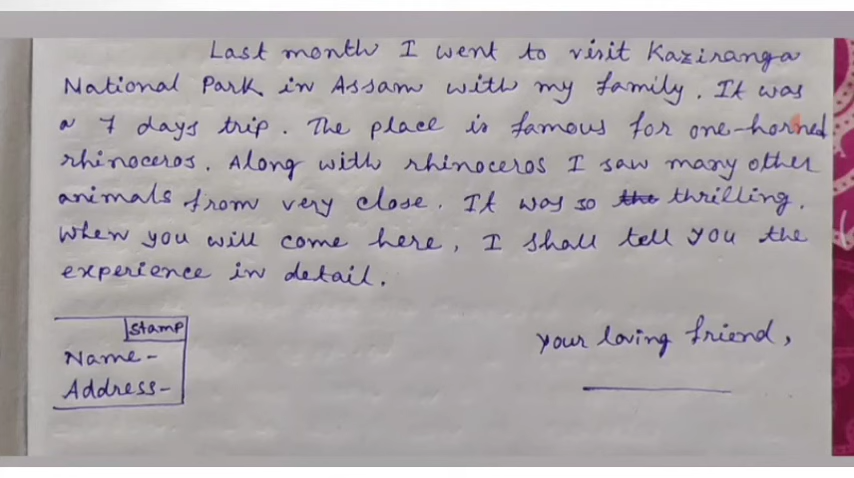 Last month I went to visit Kaziranga
National Park in Assam with my family. It was
a 7 days trip. The place is famous for one-horned
rhinoceros. Along with rhinoceros I saw many other
animals from very close. It was so the thrilling.
When you will come here, I shall tell you the
experience in detail.
Stamp
Name-
Address-
Your loving friend,